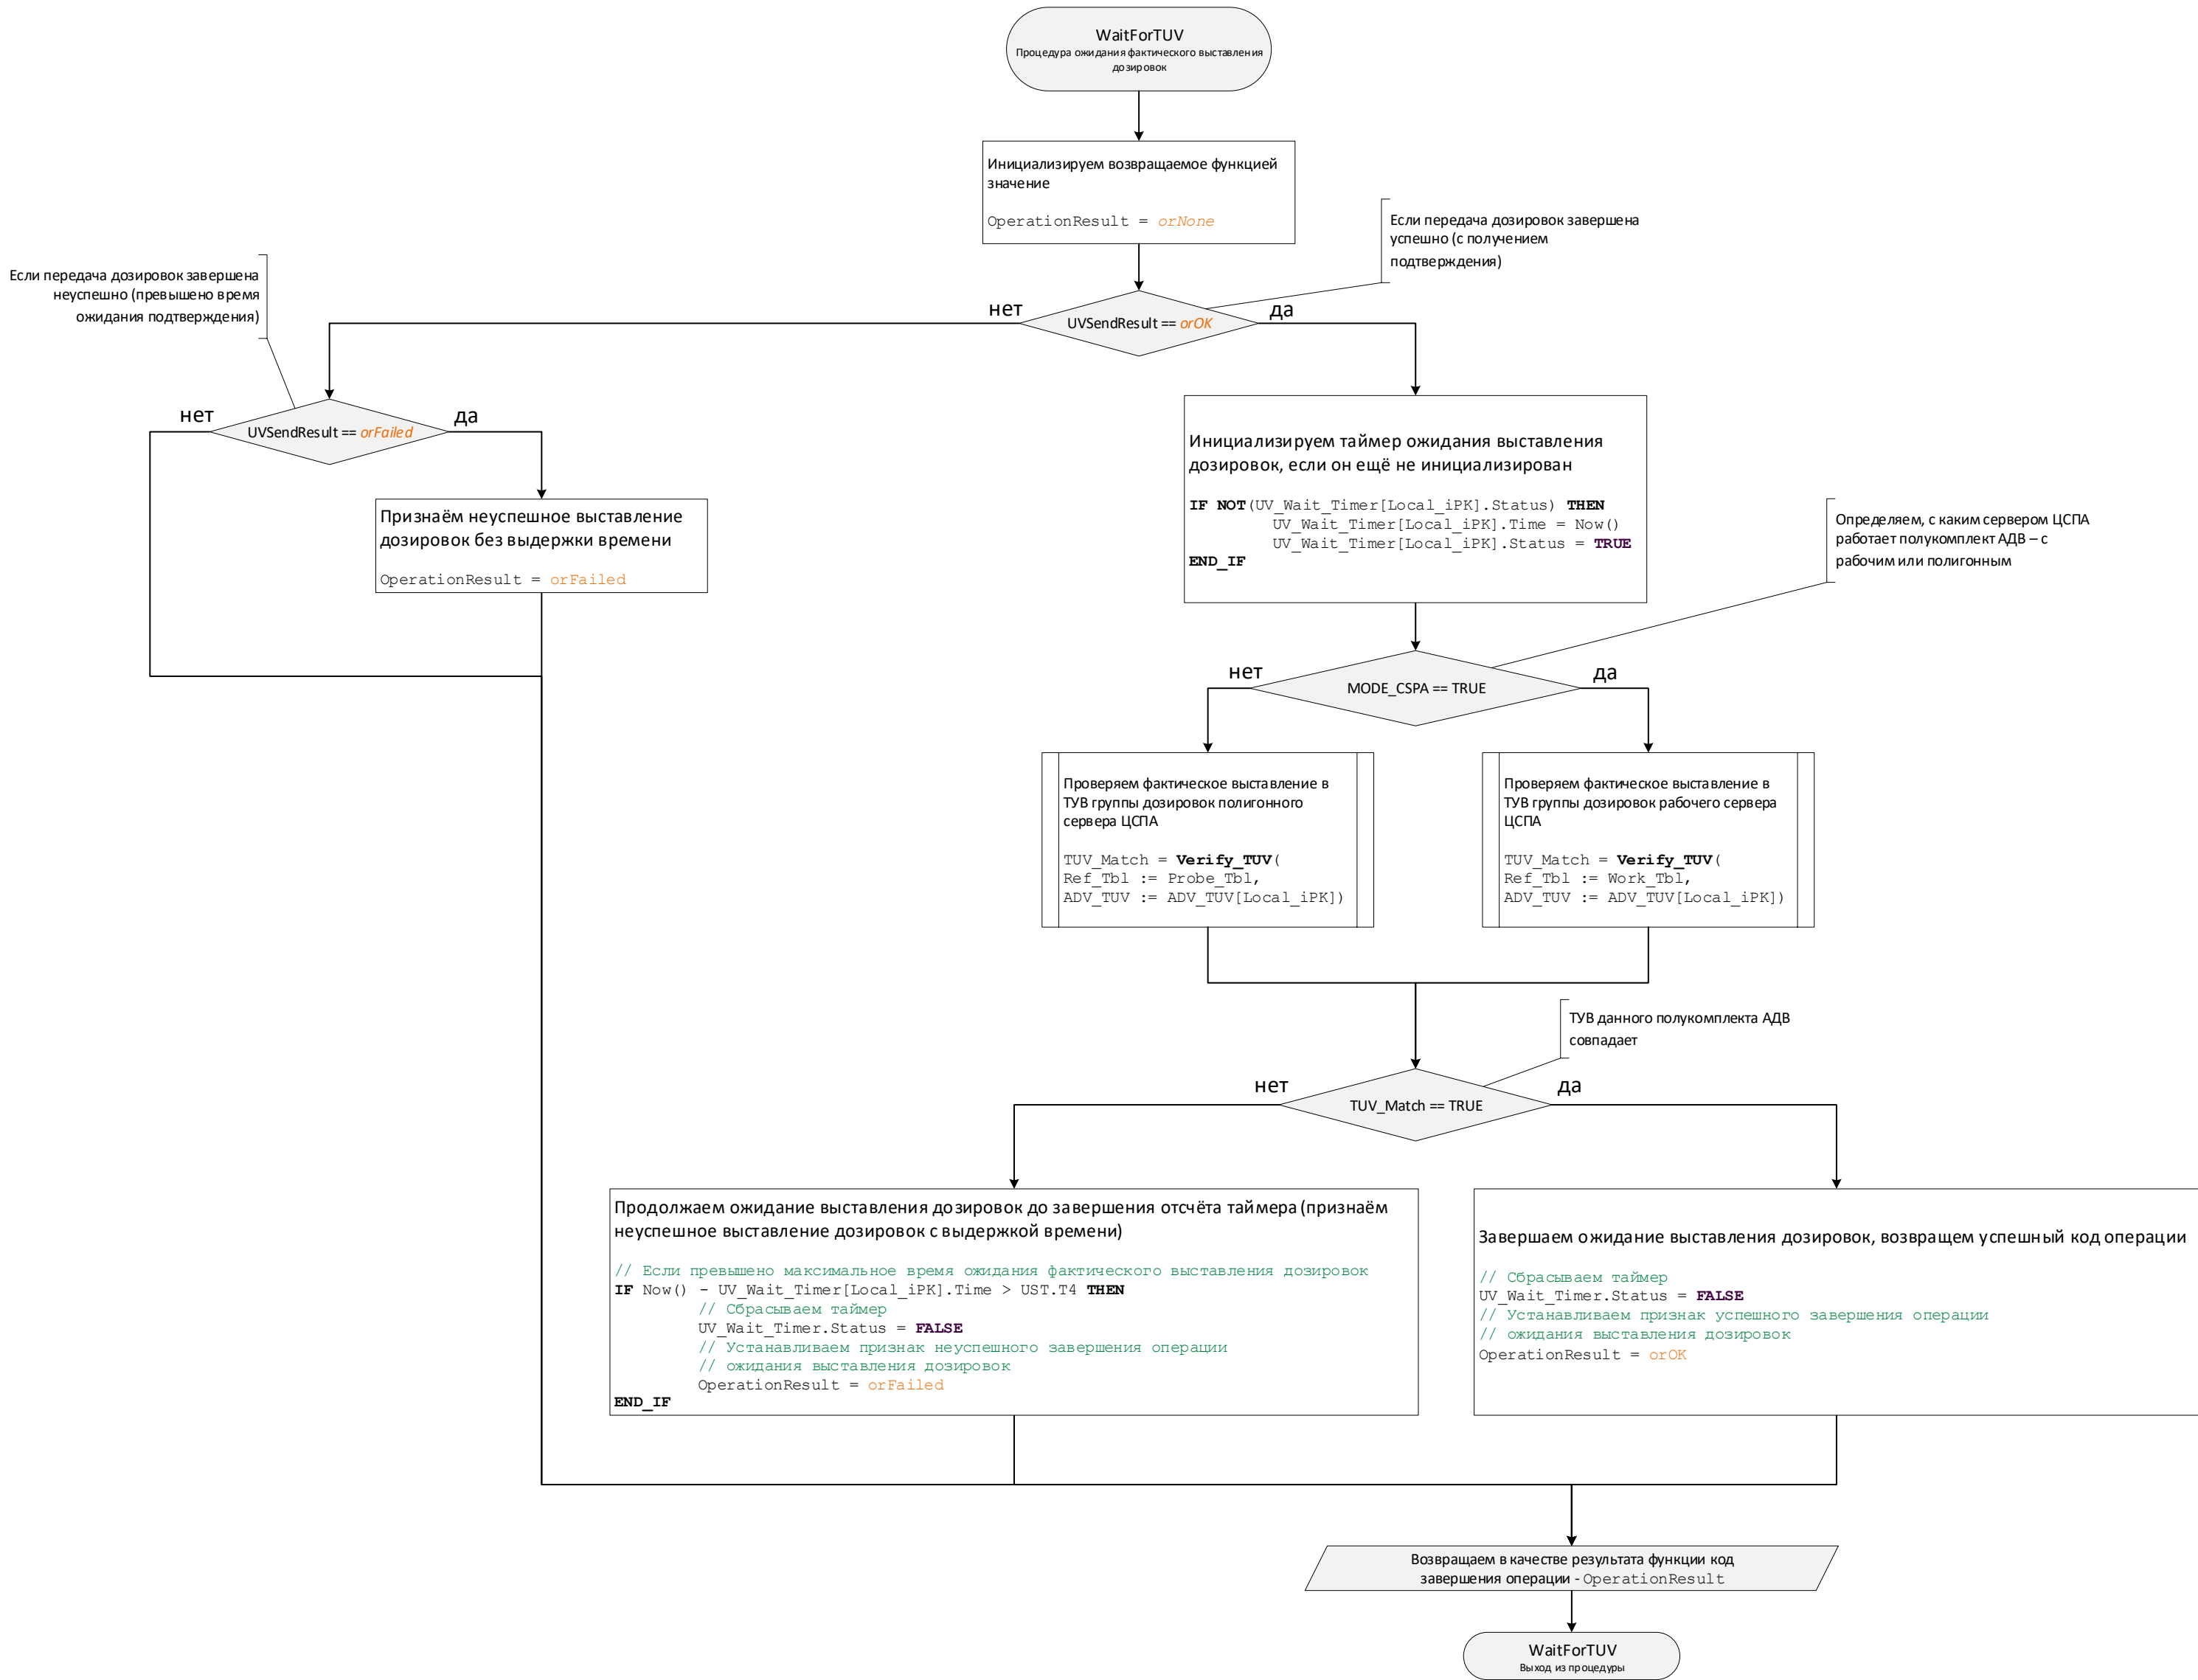 WaitForTUV
Процедура ожидания фактического выставления
дозировок
Инициализируем возвращаемое функцией
значение
OperationResult = orNone
Если передача дозировок завершена
успешно (с получением
подтверждения)
Если передача дозировок завершена
неуспешно (превышено время
ожидания подтверждения)
нет
UVSendResult == orOK
да
нет
UVSendResult == orFailed
да
Признаём неуспешное выставление
дозировок без выдержки времени
OperationResult = orFailed
Инициализируем таймер ожидания выставления
дозировок, если он ещё не инициализирован
IF NOT(UV_Wait_Timer[Local_iPK].Status) THEN
UV_Wait_Timer[Local_iPK].Time = Now()
UV_Wait_Timer[Local_iPK].Status = TRUE
END_IF
Определяем, с каким сервером ЦСПА
работает полукомплект АДВ – с
рабочим или полигонным
нет
MODE_CSPA == TRUE
да
Проверяем фактическое выставление в
ТУВ группы дозировок полигонного
сервера ЦСПА
TUV_Match = Verify_TUV(
Ref_Tbl := Probe_Tbl,
ADV_TUV := ADV_TUV[Local_iPK])
Проверяем фактическое выставление в
ТУВ группы дозировок рабочего сервера
ЦСПА
TUV_Match = Verify_TUV(
Ref_Tbl := Work_Tbl,
ADV_TUV := ADV_TUV[Local_iPK])
ТУВ данного полукомплекта АДВ
совпадает
нет
TUV_Match == TRUE
да
Продолжаем ожидание выставления дозировок до завершения отсчёта таймера (признаём
неуспешное выставление дозировок с выдержкой времени)
// Если превышено максимальное время ожидания фактического выставления дозировок
IF Now() - UV_Wait_Timer[Local_iPK].Time > UST.T4 THEN
// Сбрасываем таймер
UV_Wait_Timer.Status = FALSE
// Устанавливаем признак неуспешного завершения операции
// ожидания выставления дозировок
OperationResult = orFailed
END_IF
Завершаем ожидание выставления дозировок, возвращем успешный код операции
// Сбрасываем таймер
UV_Wait_Timer.Status = FALSE
// Устанавливаем признак успешного завершения операции
// ожидания выставления дозировок
OperationResult = orOK
Возвращаем в качестве результата функции код
завершения операции - OperationResult
WaitForTUV
Выход из процедуры